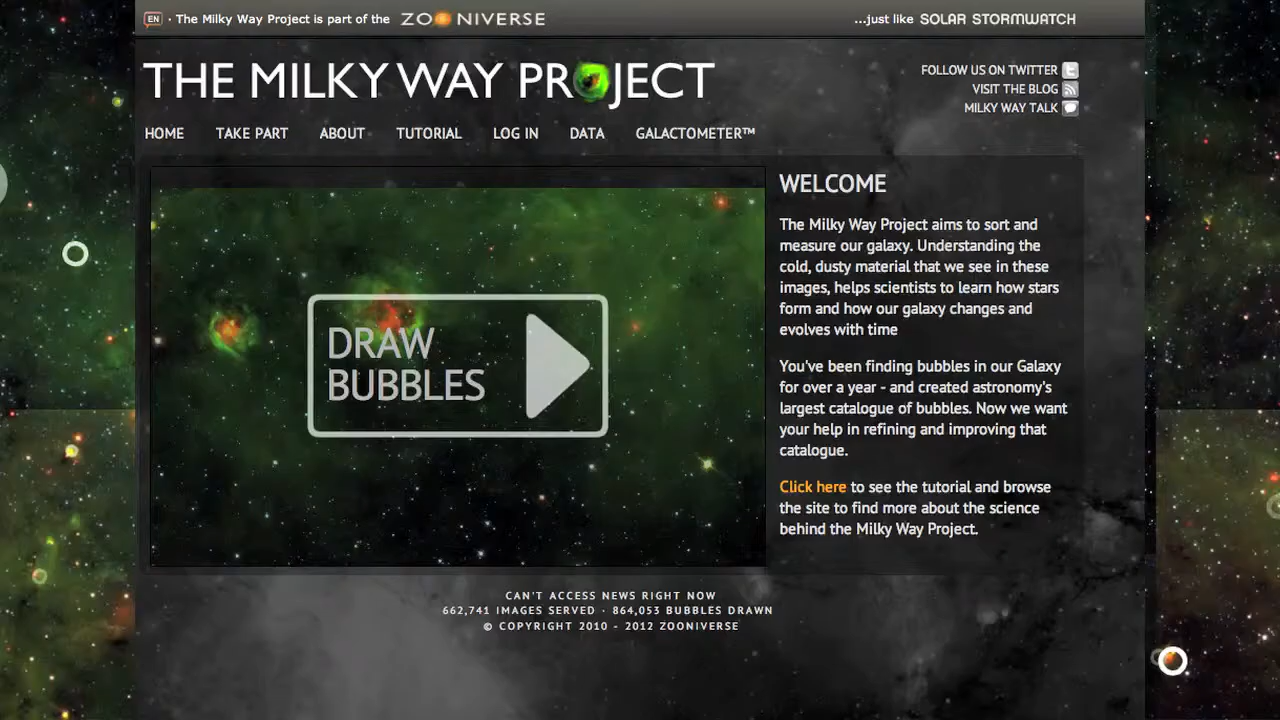 EN · The Milky Way Project is part of the ZOONIVERSE ...just like SOLAR STORMWATCH
THE MILKY WAY PROJECT
FOLLOW US ON TWITTER
VISIT THE BLOG
MILKY WAY TALK
HOME TAKE PART ABOUT TUTORIAL LOG IN DATA GALACTOMETER™
DRAW
BUBBLES
WELCOME
The Milky Way Project aims to sort and
measure our galaxy. Understanding the
cold, dusty material that we see in these
images, helps scientists to learn how stars
form and how our galaxy changes and
evolves with time
You've been finding bubbles in our Galaxy
for over a year - and created astronomy's
largest catalogue of bubbles. Now we want
your help in refining and improving that
catalogue.
Click here to see the tutorial and browse
the site to find more about the science
behind the Milky Way Project.
CAN'T ACCESS NEWS RIGHT NOW
662,741 IMAGES SERVED · 864,053 BUBBLES DRAWN
© COPYRIGHT 2010 - 2012 ZOONIVERSE